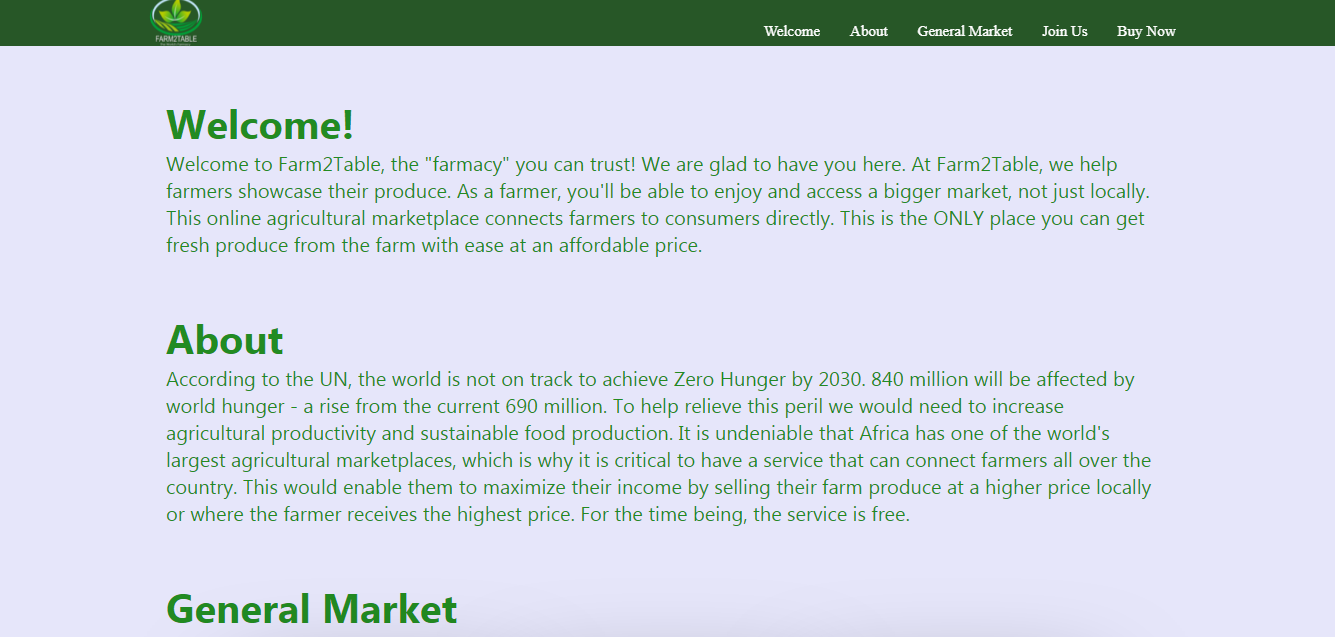 FARM2TABLE
Welcome About General Market Join Us Buy Now
Welcome!
Welcome to Farm2Table, the "farmacy" you can trust! We are glad to have you here. At Farm2Table, we help
farmers showcase their produce. As a farmer, you'll be able to enjoy and access a bigger market, not just locally.
This online agricultural marketplace connects farmers to consumers directly. This is the ONLY place you can get
fresh produce from the farm with ease at an affordable price.
About
According to the UN, the world is not on track to achieve Zero Hunger by 2030. 840 million will be affected by
world hunger - a rise from the current 690 million. To help relieve this peril we would need to increase
agricultural productivity and sustainable food production. It is undeniable that Africa has one of the world's
largest agricultural marketplaces, which is why it is critical to have a service that can connect farmers all over the
country. This would enable them to maximize their income by selling their farm produce at a higher price locally
or where the farmer receives the highest price. For the time being, the service is free.
General Market